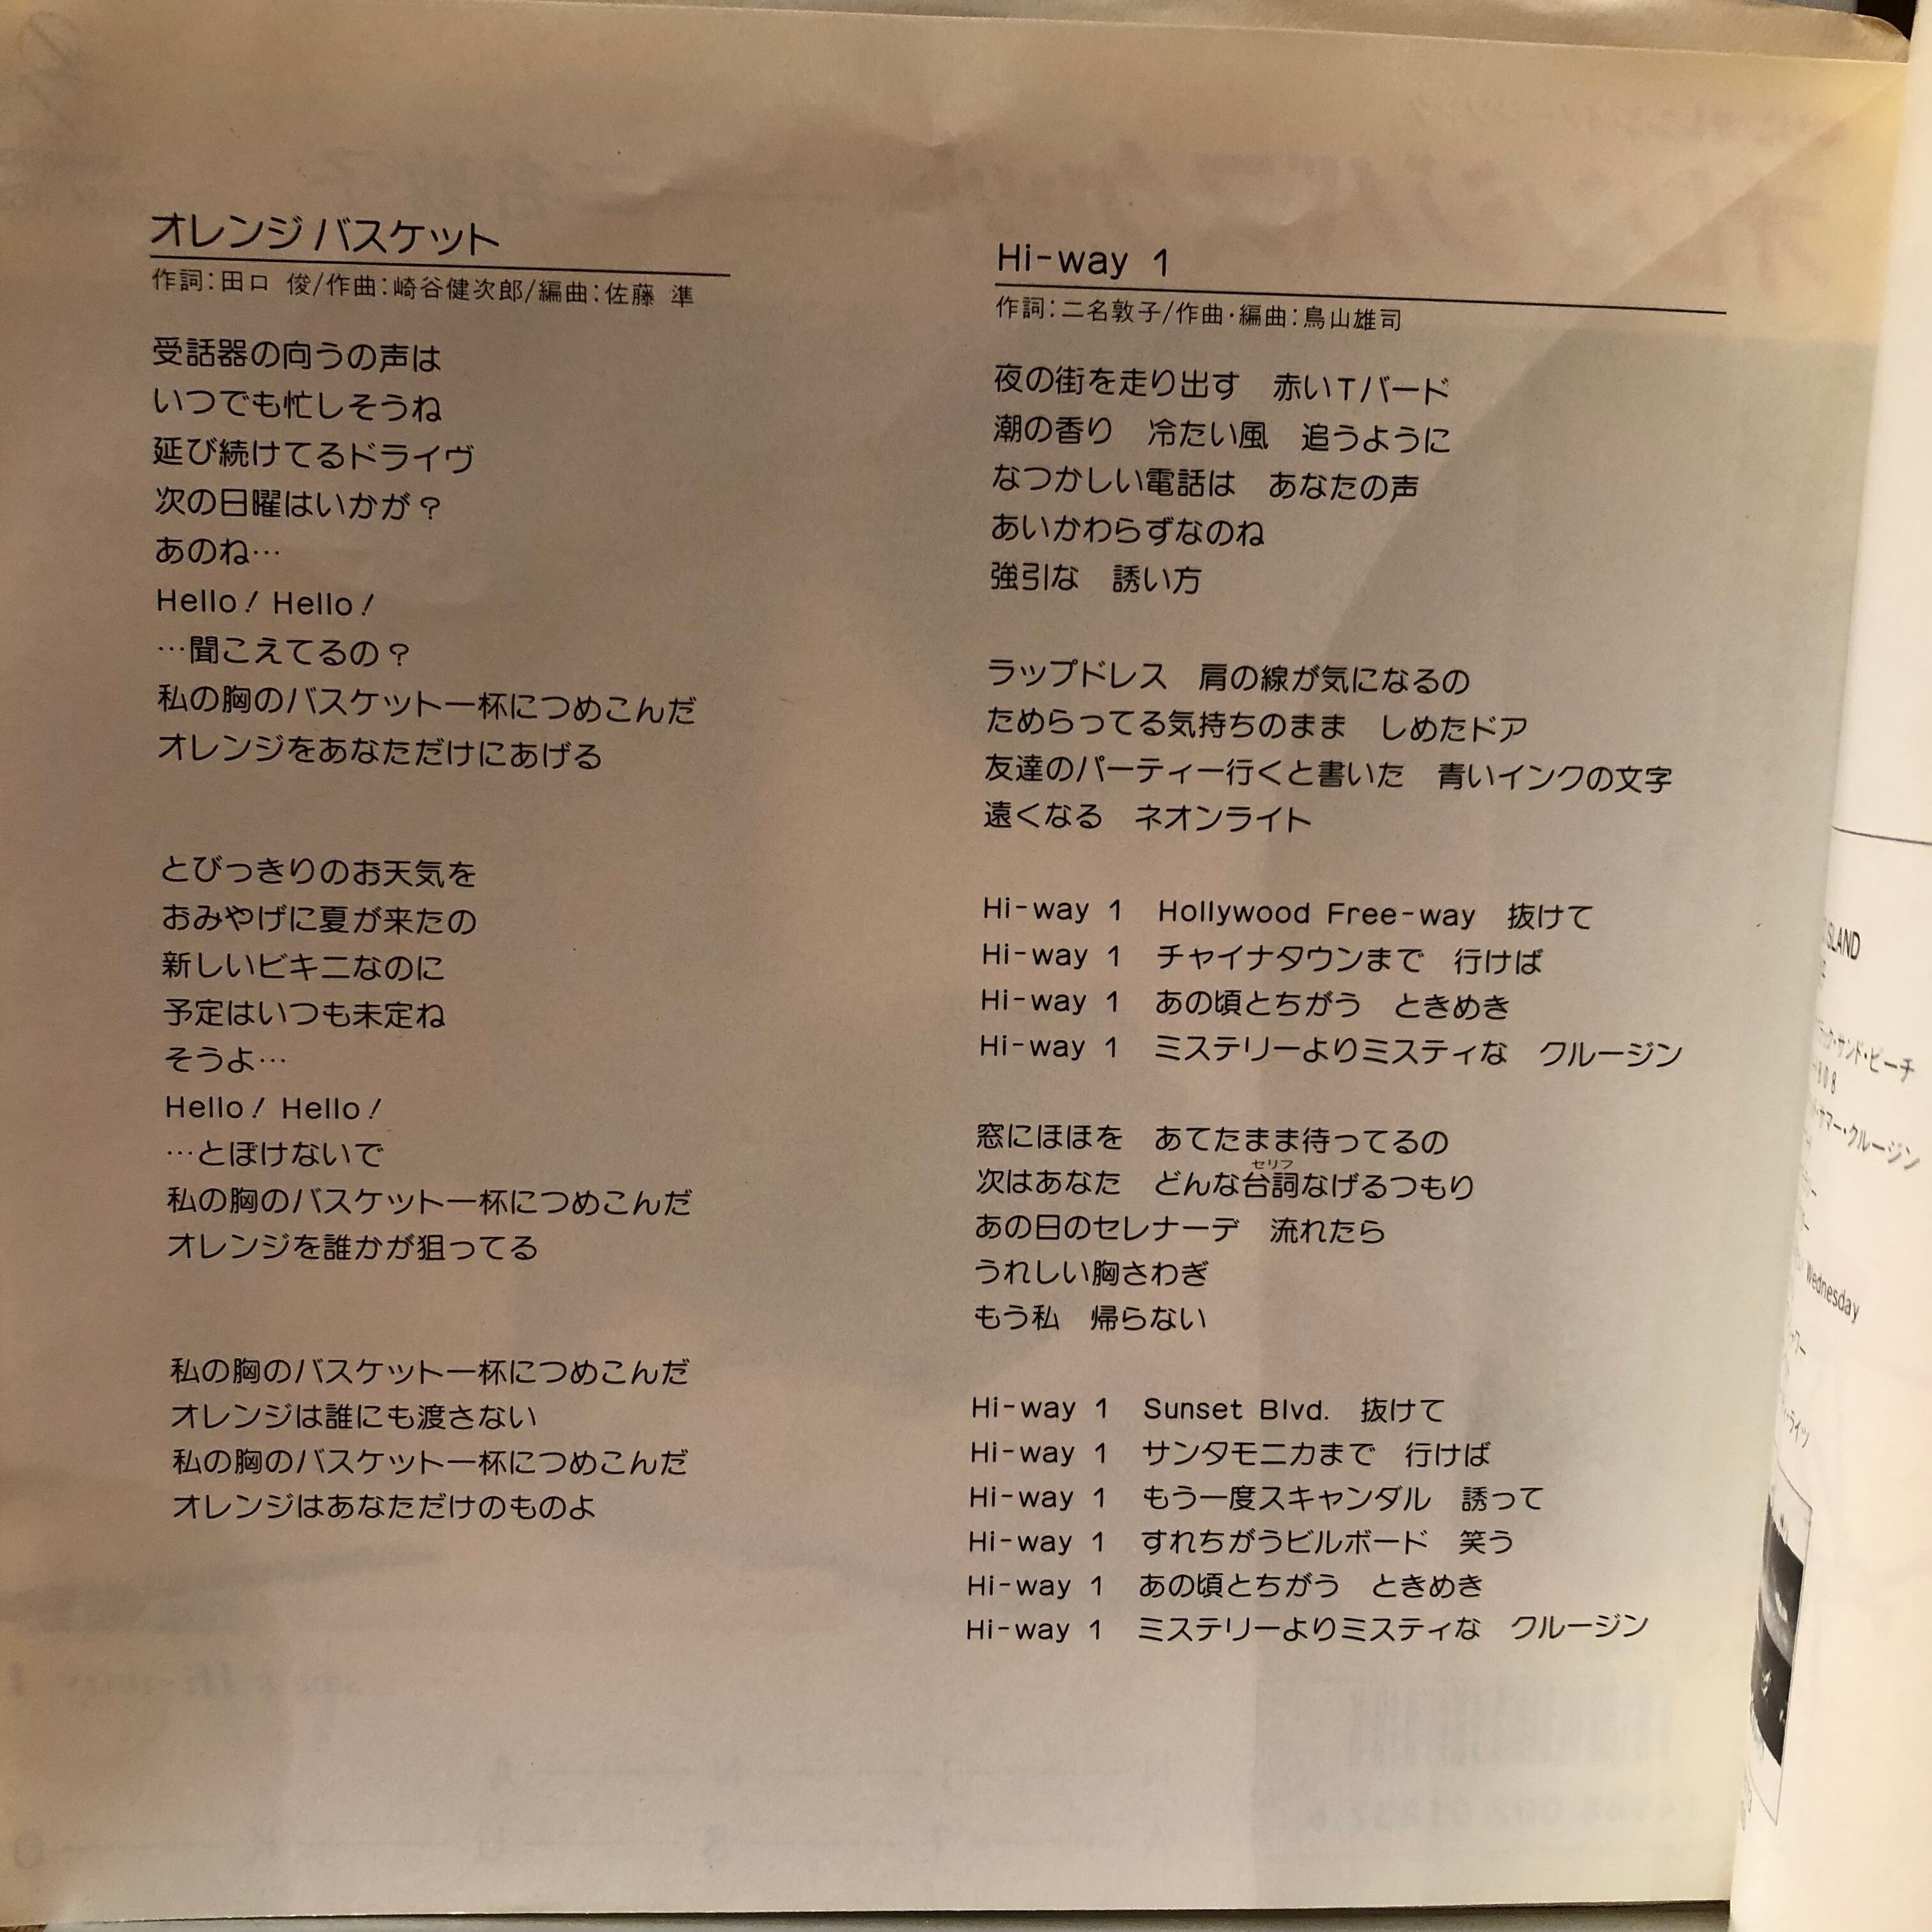 オレンジバスケット
作詞:田口 俊/作曲:崎谷健次郎/編曲:佐藤 準
受話器の向うの声は
いつでも忙しそうね
延び続けてるドライヴ
次の日曜はいかが?
あのね…
Hello! Hello!
…聞こえてるの?
私の胸のバスケット一杯につめこんだ
オレンジをあなただけにあげる
とびっきりのお天気を
おみやげに夏が来たの
新しいビキニなのに
予定はいつも未定ね
そうよ…
Hello! Hello!
…とぼけないで
私の胸のバスケット一杯につめこんだ
オレンジを誰かが狙ってる
私の胸のバスケット一杯につめこんだ
オレンジは誰にも渡さない
私の胸のバスケット一杯につめこんだ
オレンジはあなただけのものよ
Hi-way 1
作詞:二名敦子/作曲・編曲:鳥山雄司
夜の街を走り出す 赤いTバード
潮の香り 冷たい風 追うように
なつかしい電話は あなたの声
あいかわらずなのね
強引な 誘い方
ラップドレス 肩の線が気になるの
ためらってる気持ちのまま しめたドア
友達のパーティー行くと書いた 青いインクの文字
遠くなる ネオンライト
Hi-way 1 Hollywood Free-way 抜けて
Hi-way 1 チャイナタウンまで 行けば
Hi-way 1 あの頃とちがう ときめき
Hi-way 1 ミステリーよりミスティな クルージン
窓にほほを あてたまま待ってるの
セリフ
次はあなた どんな台詞なげるつもり
あの日のセレナーデ 流れたら
うれしい胸さわぎ
もう私 帰らない
Hi-way 1 Sunset Blvd. 抜けて
Hi-way 1 サンタモニカまで 行けば
Hi-way 1 もう一度スキャンダル 誘って
Hi-way 1 すれちがうビルボード 笑う
Hi-way 1 あの頃とちがう ときめき
Hi-way 1 ミステリーよりミスティな クルージン
サンド・ビーチ
サマー・クルージン
Wednesday